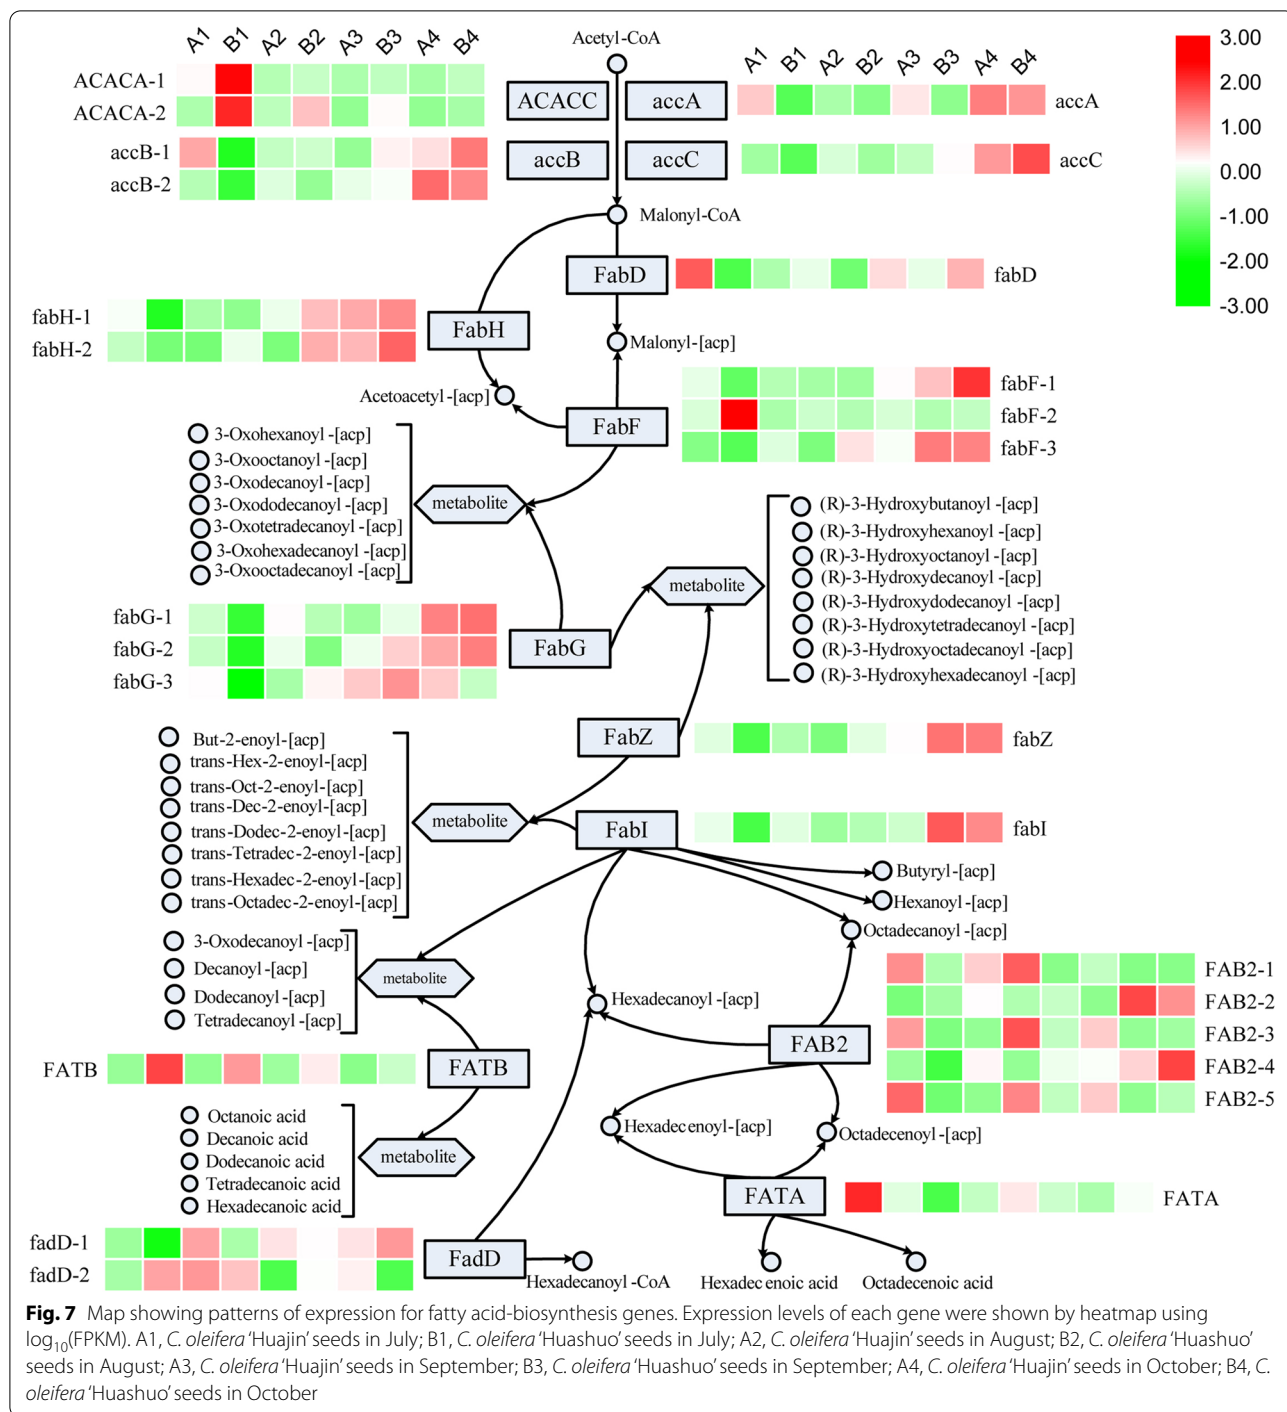 A1 B1 A2 B2 A3 B3 A4 B4
Acetyl-CoA
A1 B1 A2 B2 A3 B3 A4 B4
3.00
2.00
1.00
0.00
-1.00
-2.00
-3.00
ACACA-1
ACACA-2
accB-1
accB-2
ACACC
accA
accB
accC
accA
accC
Malonyl-CoA
FabD
fabD
fabH-1
fabH-2
FabH
Malonyl-[acp]
Acetoacetyl-[acp]
FabF
fabF-1
fabF-2
fabF-3
3-Oxohexanoyl-[acp]
3-Oxooctanoyl-[acp]
3-Oxodecanoyl-[acp]
3-Oxododecanoyl-[acp]
3-Oxotetradecanoyl-[acp]
3-Oxohexadecanoyl-[acp]
3-Oxooctadecanoyl-[acp]
metabolite
metabolite
(R)-3-Hydroxybutanoyl-[acp]
(R)-3-Hydroxyhexanoyl-[acp]
(R)-3-Hydroxyoctanoyl-[acp]
(R)-3-Hydroxydecanoyl-[acp]
(R)-3-Hydroxydodecanoyl-[acp]
(R)-3-Hydroxytetradecanoyl-[acp]
(R)-3-Hydroxyoctadecanoyl-[acp]
(R)-3-Hydroxyhexadecanoyl-[acp]
fabG-1
fabG-2
fabG-3
FabG
FabZ
fabZ
But-2-enoyl-[acp]
trans-Hex-2-enoyl-[acp]
trans-Oct-2-enoyl-[acp]
trans-Dec-2-enoyl-[acp]
trans-Dodec-2-enoyl-[acp]
trans-Tetradec-2-enoyl-[acp]
trans-Hexadec-2-enoyl-[acp]
trans-Octadec-2-enoyl-[acp]
metabolite
FabI
fabI
Butyryl-[acp]
Hexanoyl-[acp]
Octadecanoyl-[acp]
3-Oxodecanoyl-[acp]
Decanoyl-[acp]
Dodecanoyl-[acp]
Tetradecanoyl-[acp]
metabolite
Hexadecanoyl-[acp]
FAB2-1
FAB2-2
FAB2-3
FAB2-4
FAB2-5
FAB2
FATB
FATB
Octanoic acid
Decanoic acid
Dodecanoic acid
Tetradecanoic acid
Hexadecanoic acid
metabolite
Hexadecenoyl-[acp]
Octadecenoyl-[acp]
FATA
FATA
fadD-1
fadD-2
FadD
Hexadecanoyl-CoA
Hexadecenoic acid
Octadecenoic acid
Fig. 7 Map showing patterns of expression for fatty acid-biosynthesis genes. Expression levels of each gene were shown by heatmap using
log10(FPKM). A1, C. oleifera 'Huajin' seeds in July; B1, C. oleifera 'Huashuo' seeds in July; A2, C. oleifera 'Huajin' seeds in August; B2, C. oleifera 'Huashuo'
seeds in August; A3, C. oleifera 'Huajin' seeds in September; B3, C. oleifera 'Huashuo' seeds in September; A4, C. oleifera 'Huajin' seeds in October; B4, C.
oleifera 'Huashuo' seeds in October